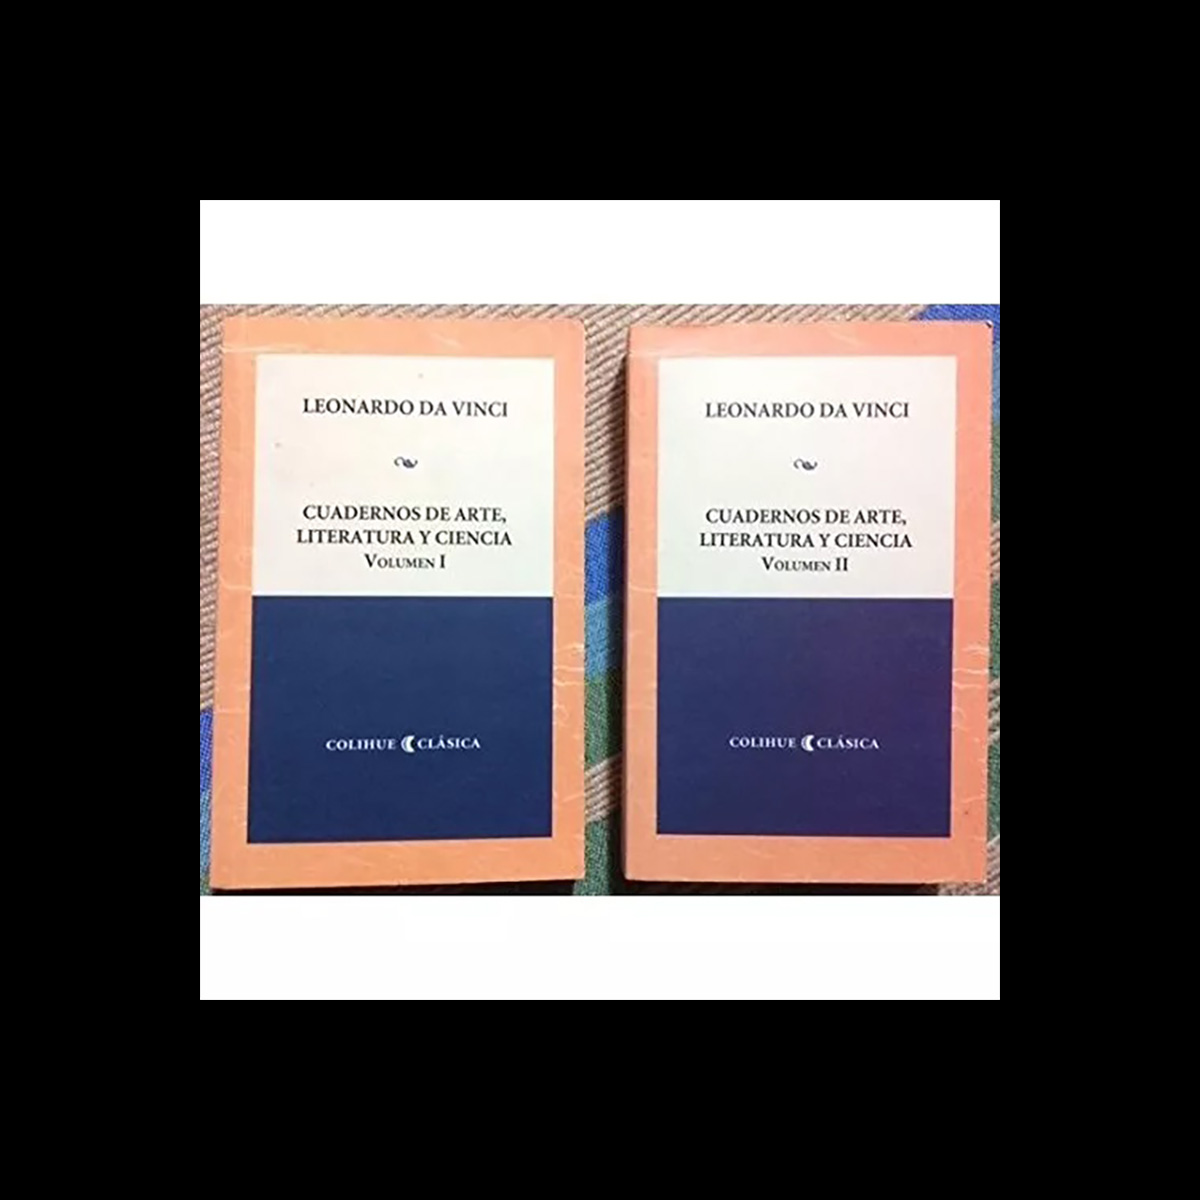 LEONARDO DA VINCI
CUADERNOS DE ARTE,
LITERATURA Y CIENCIA
VOLUMEN I
COLIHUE CLÁSICA
LEONARDO DA VINCI
CUADERNOS DE ARTE,
LITERATURA Y CIENCIA
VOLUMEN II
COLIHUE CLÁSICA